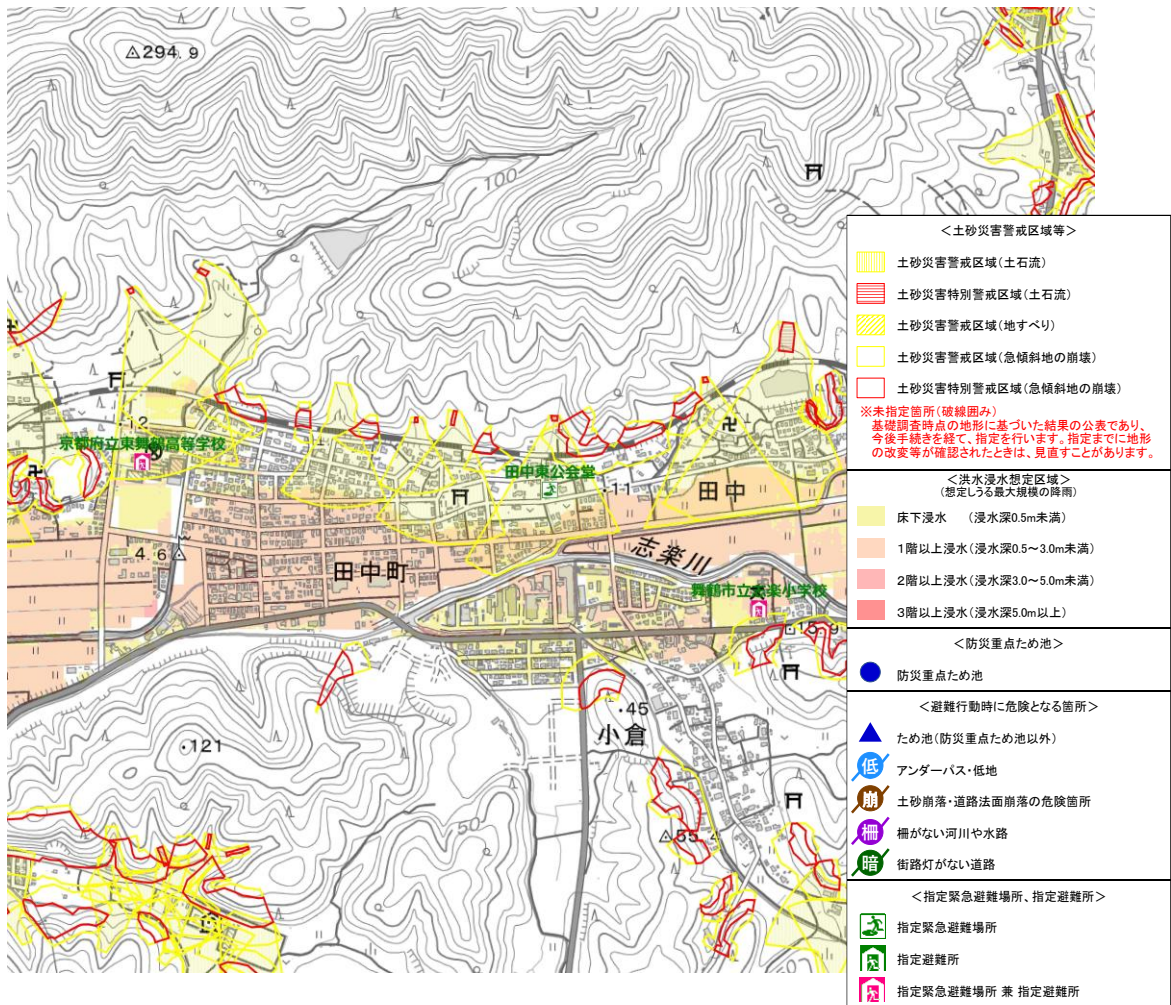 294.9
100
100
12
京都府立東舞鶴高等学校
田中東公会堂
11
田中
4.6
田中町
志楽川
舞鶴市立志楽小学校
15.9
45
小倉
121
50
55.4
＜土砂災害警戒区域等＞
土砂災害警戒区域(土石流)
土砂災害特別警戒区域(土石流)
土砂災害警戒区域(地すべり)
土砂災害警戒区域(急傾斜地の崩壊)
土砂災害特別警戒区域(急傾斜地の崩壊)
※未指定箇所(破線囲み)
基礎調査時点の地形に基づいた結果の公表であり、
今後手続きを経て、指定を行います。指定までに地形
の改変等が確認されたときは、見直すことがあります。
＜洪水浸水想定区域＞
(想定しうる最大規模の降雨)
床下浸水　(浸水深0.5m未満)
1階以上浸水(浸水深0.5～3.0m未満)
2階以上浸水(浸水深3.0～5.0m未満)
3階以上浸水(浸水深5.0m以上)
＜防災重点ため池＞
防災重点ため池
＜避難行動時に危険となる箇所＞
ため池(防災重点ため池以外)
低 アンダーパス・低地
崩 土砂崩落・道路法面崩落の危険箇所
柵 柵がない河川や水路
暗 街路灯がない道路
＜指定緊急避難場所、指定避難所＞
指定緊急避難場所
指定避難所
指定緊急避難場所 兼 指定避難所